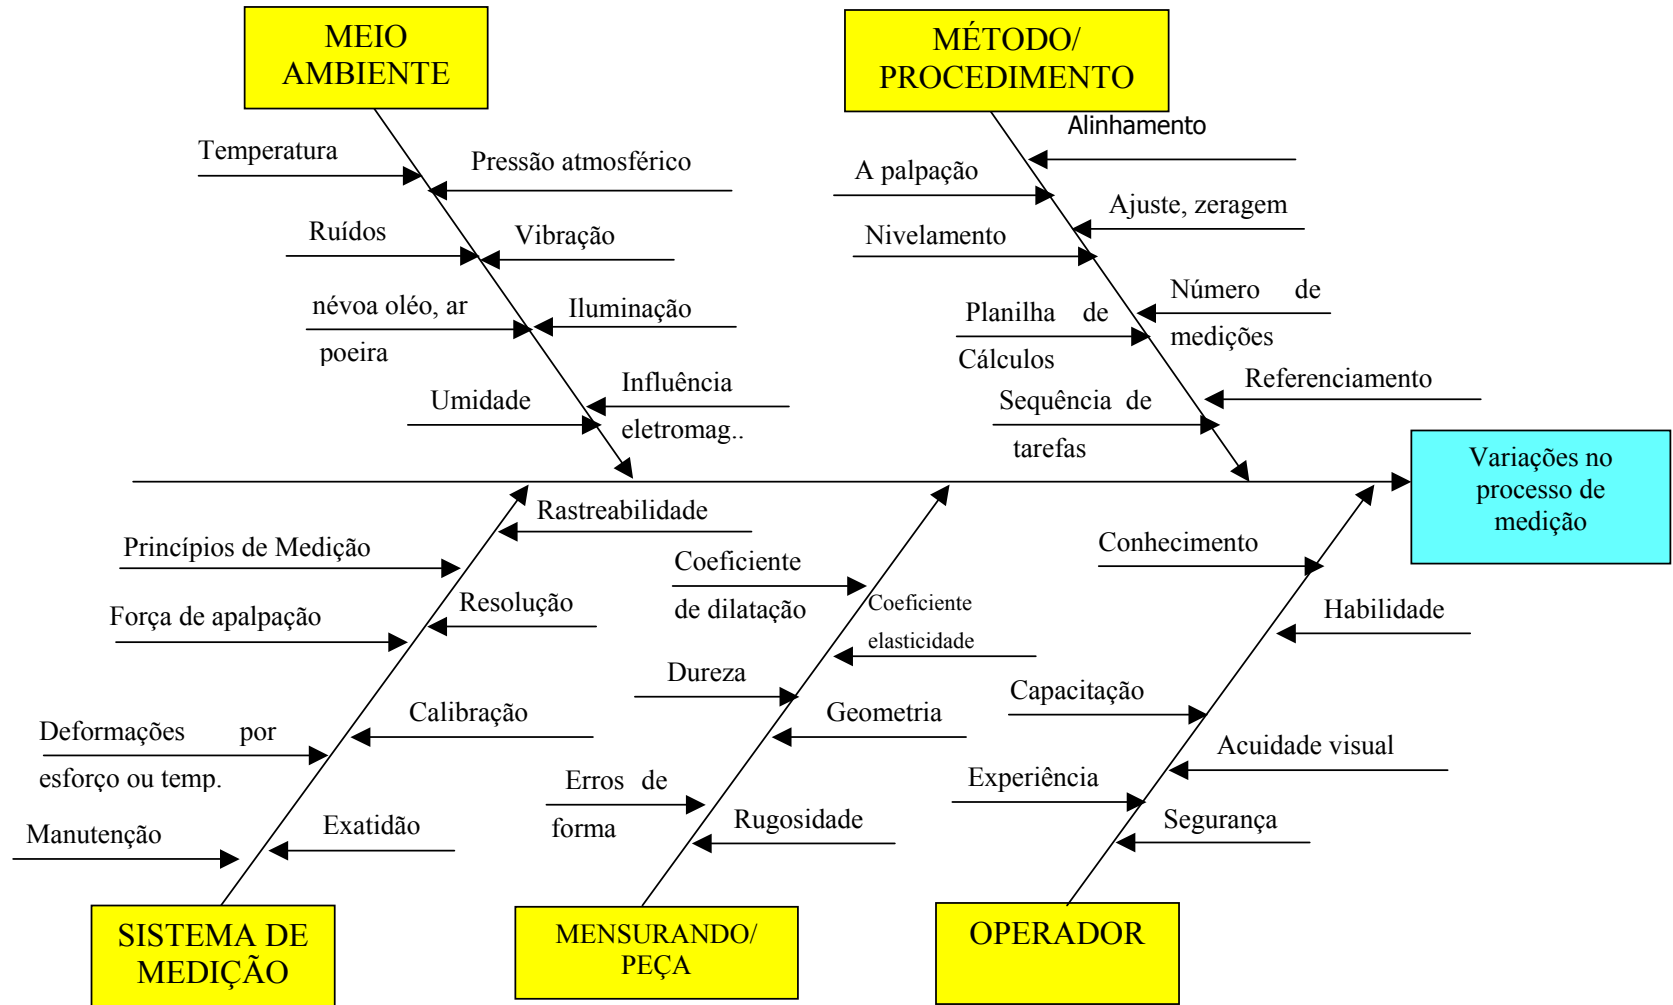 MEIO
AMBIENTE
MÉTODO/
PROCEDIMENTO
Temperatura
Pressão atmosférico
Ruídos
Vibração
névoa oléo, ar
poeira
Iluminação
Umidade
Influência
eletromag..
Alinhamento
A palpação
Ajuste, zeragem
Nivelamento
Número de
medições
Planilha de
Cálculos
Referenciamento
Sequência de
tarefas
Variações no
processo de
medição
Rastreabilidade
Princípios de Medição
Resolução
Força de apalpação
Calibração
Deformações por
esforço ou temp.
Exatidão
Manutenção
Coeficiente
de dilatação
Coeficiente
elasticidade
Dureza
Geometria
Erros de
forma
Rugosidade
Conhecimento
Habilidade
Capacitação
Acuidade visual
Experiência
Segurança
SISTEMA DE
MEDIÇÃO
MENSURANDO/
PEÇA
OPERADOR